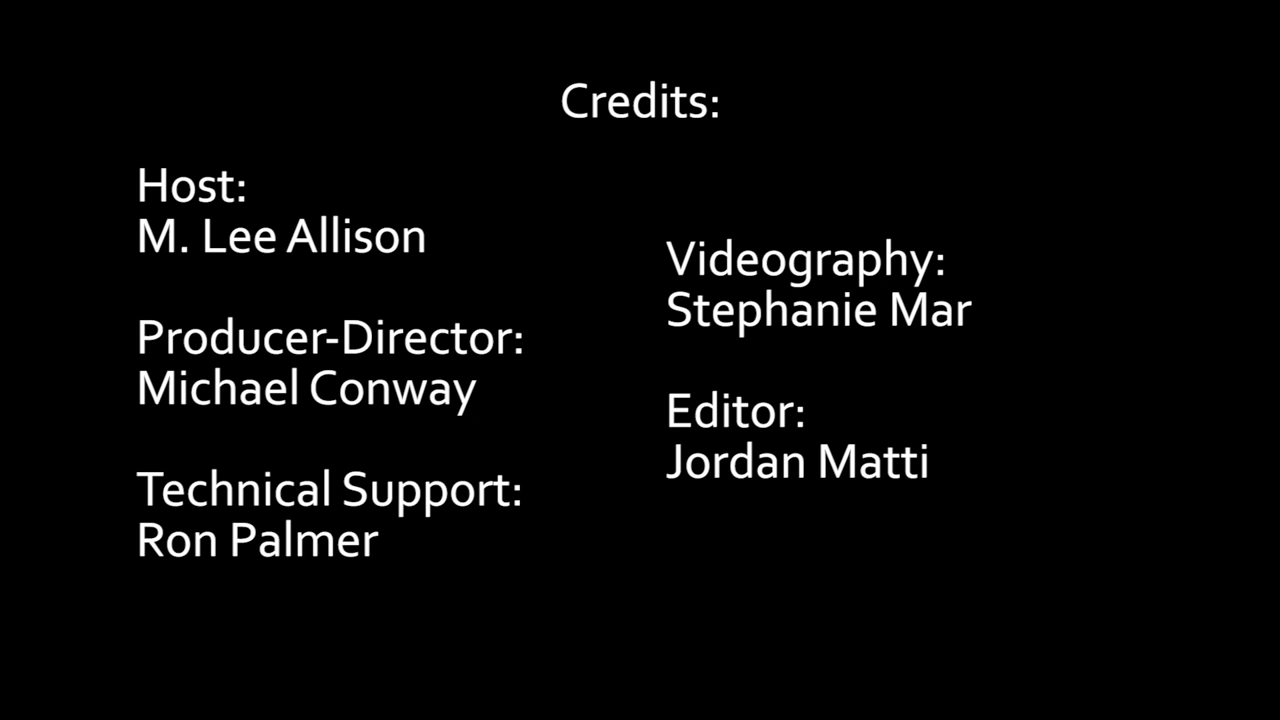 Credits:
Host:
M. Lee Allison
Producer-Director:
Michael Conway
Technical Support:
Ron Palmer
Videography:
Stephanie Mar
Editor:
Jordan Matti